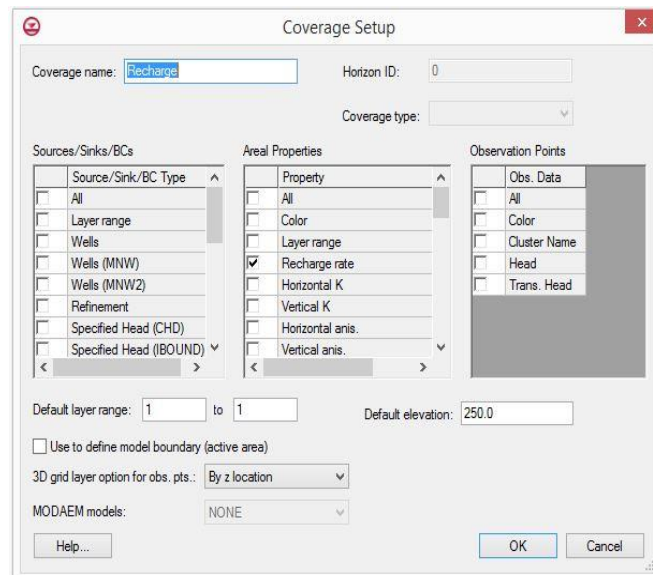 Coverage Setup
Coverage name: Recharge
Horizon ID: 0
Coverage type:
Sources/Sinks/BCs
Source/Sink/BC Type
All
Layer range
Wells
Wells (MNW)
Wells (MNW2)
Refinement
Specified Head (CHD)
Specified Head (IBOUND)
Areal Properties
Property
All
Color
Layer range
Recharge rate
Horizontal K
Vertical K
Horizontal anis.
Vertical anis.
Observation Points
Obs. Data
All
Color
Cluster Name
Head
Trans. Head
Default layer range: 1 to 1
Default elevation: 250.0
Use to define model boundary (active area)
3D grid layer option for obs. pts.: By z location
MODAEM models: NONE
Help...
OK
Cancel